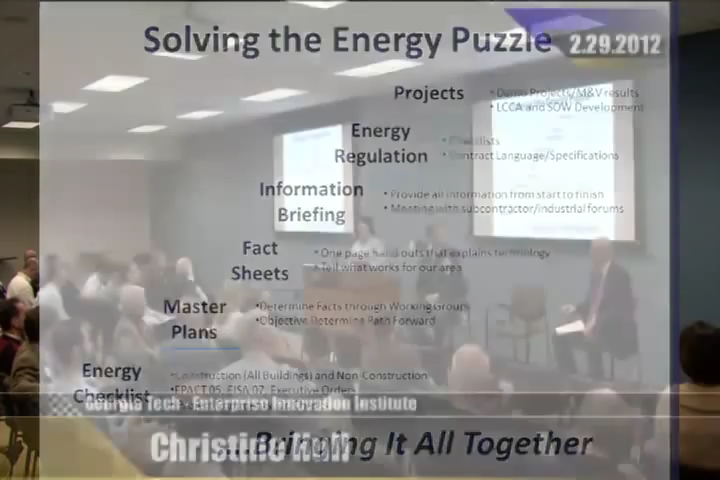 Solving the Energy Puzzle
2.29.2012
Projects
• Demo Projects/M&V results
• LCCA and SOW Development
Energy
Regulation
• Checklists
• Contract Language/Specifications
Information
Briefing
• Provide all information from start to finish
• Meeting with subcontractor/industrial forums
Fact
Sheets
• One page hand outs that explains technology
• Tell what works for our area
Master
Plans
• Determine Facts through Working Groups
• Objective Determine Path Forward
Energy
Checklist
• Construction (All Buildings) and Non-Construction
• EPACT 05, EISA 07, Executive Orders
Georgia Tech - Enterprise Innovation Institute
Christine
...Bringing It All Together